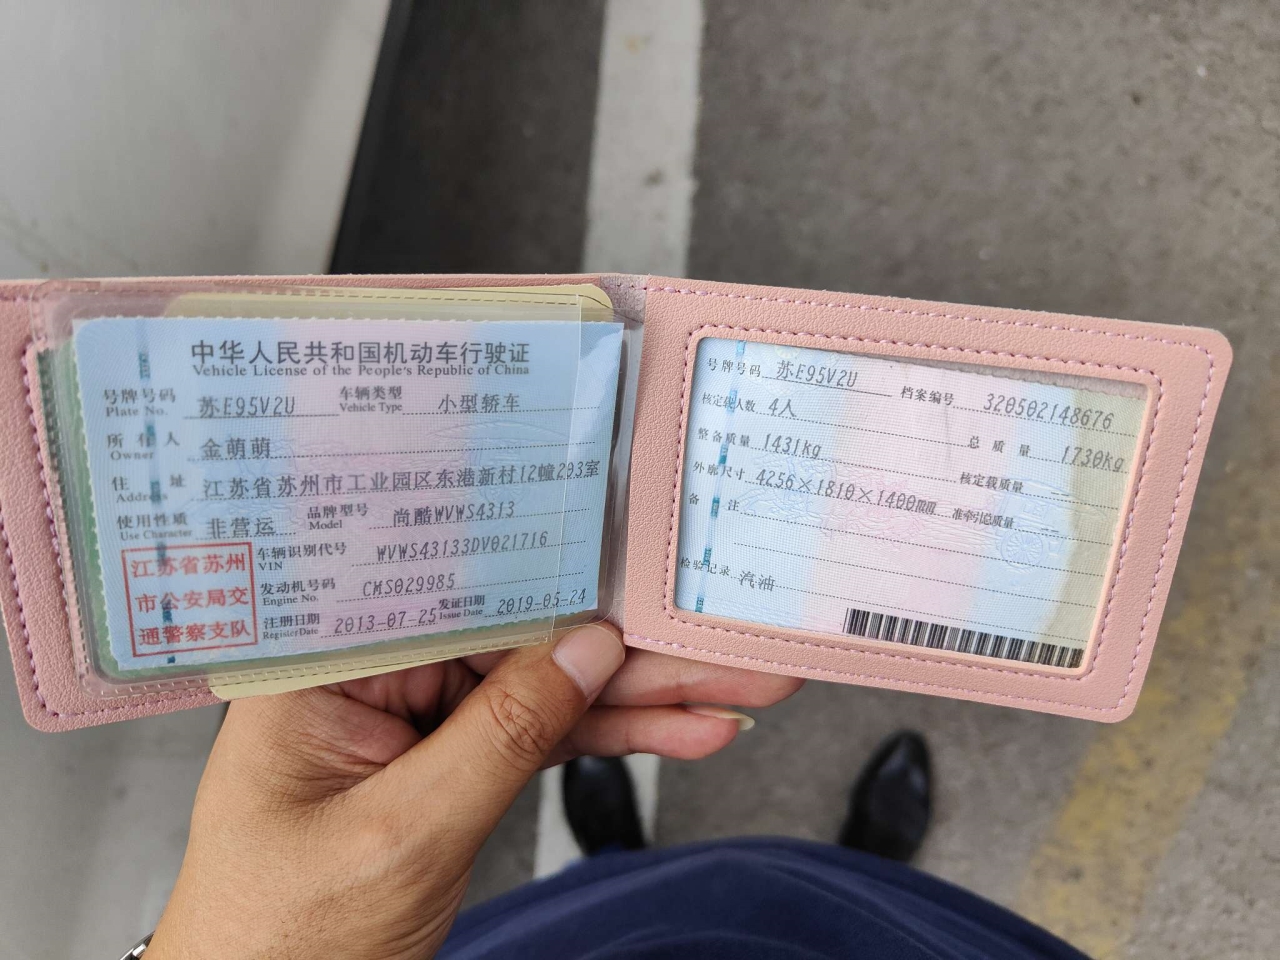 中华人民共和国机动车行驶证
Vehicle License of the People's Republic of China
号牌号码 苏E95V2U 车辆类型 小型轿车
Plate No. Vehicle Type
所有人 金萌萌
Owner
住址 江苏省苏州市工业园区东港新村12幢203室
Address
使用性质 非营运 品牌型号 尚酷WVWS4313
Use Character Model
江苏省苏州
市公安局交
通警察支队
车辆识别代号 WVWS43133DV021716
VIN
发动机号码 CMS029985
Engine No.
注册日期 2013-07-25 发证日期 2019-05-24
Register Date Issue Date
号牌号码 苏E95V2U 档案编号 320502148676
核定载人数 4人 总质量 1730kg
整备质量 1431kg 核定载质量 --
外廓尺寸 4256×1810×1400mm 准牵引总质量 --
备注
检验记录 汽油